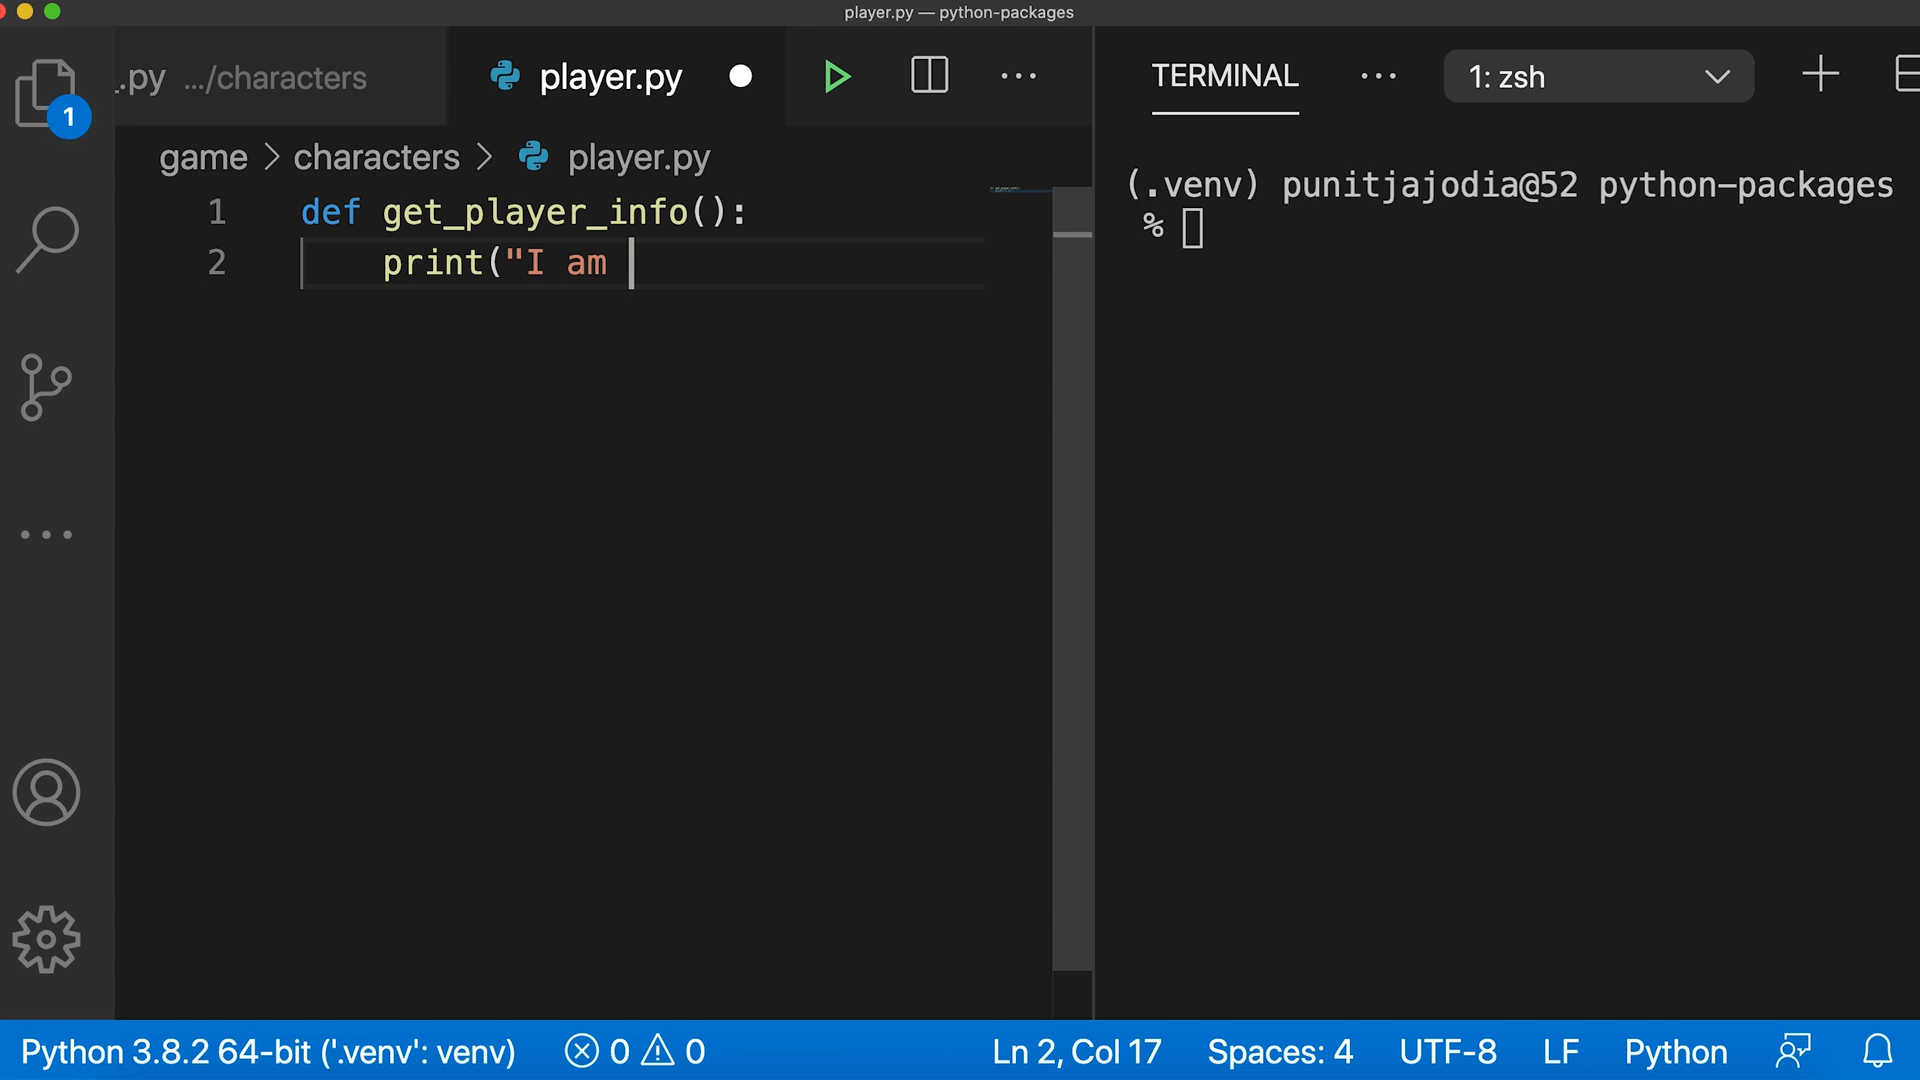 player.py — python-packages
_.py .../characters
player.py
TERMINAL
1: zsh
1
game > characters > player.py
1 def get_player_info():
2 print("I am
(.venv) punitjajodia@52 python-packages
%
Python 3.8.2 64-bit ('.venv': venv)
0
0
Ln 2, Col 17
Spaces: 4
UTF-8
LF
Python